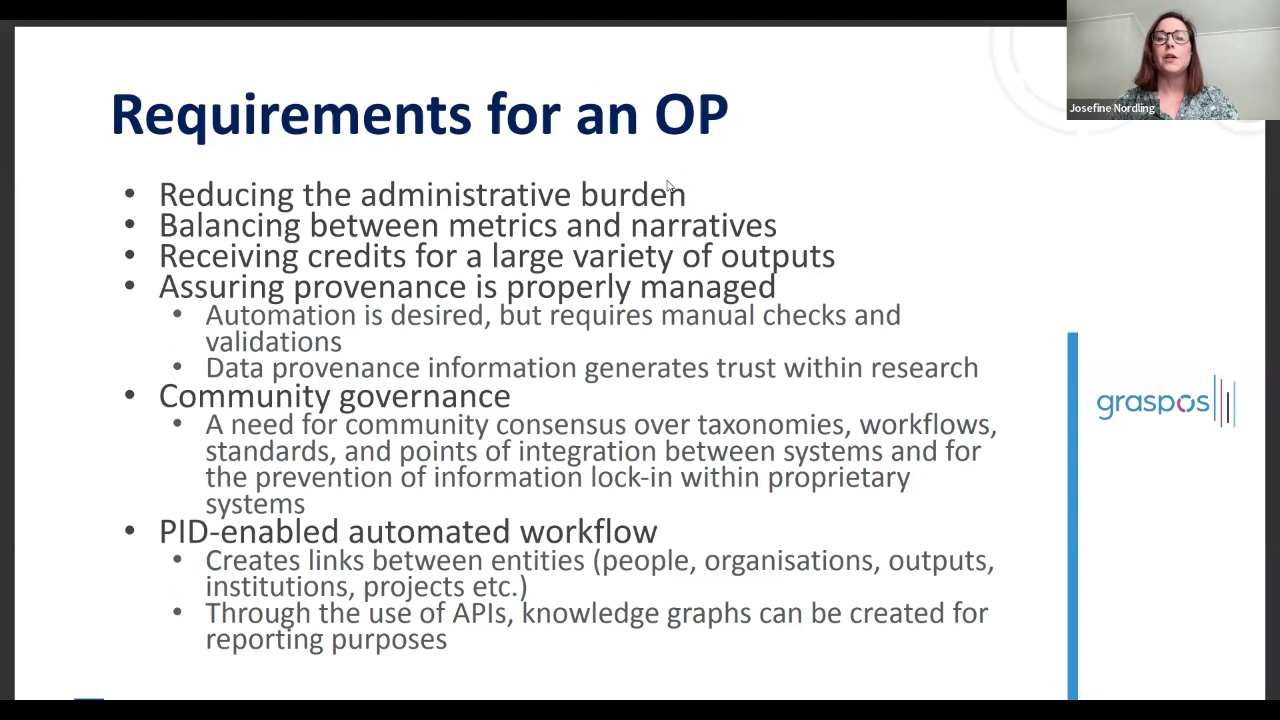 Requirements for an OP
Josefine Nordling
• Reducing the administrative burden
• Balancing between metrics and narratives
• Receiving credits for a large variety of outputs
• Assuring provenance is properly managed
• Automation is desired, but requires manual checks and
validations
• Data provenance information generates trust within research
• Community governance
• A need for community consensus over taxonomies, workflows,
standards, and points of integration between systems and for
the prevention of information lock-in within proprietary
systems
• PID-enabled automated workflow
• Creates links between entities (people, organisations, outputs,
institutions, projects etc.)
• Through the use of APIs, knowledge graphs can be created for
reporting purposes
graspos